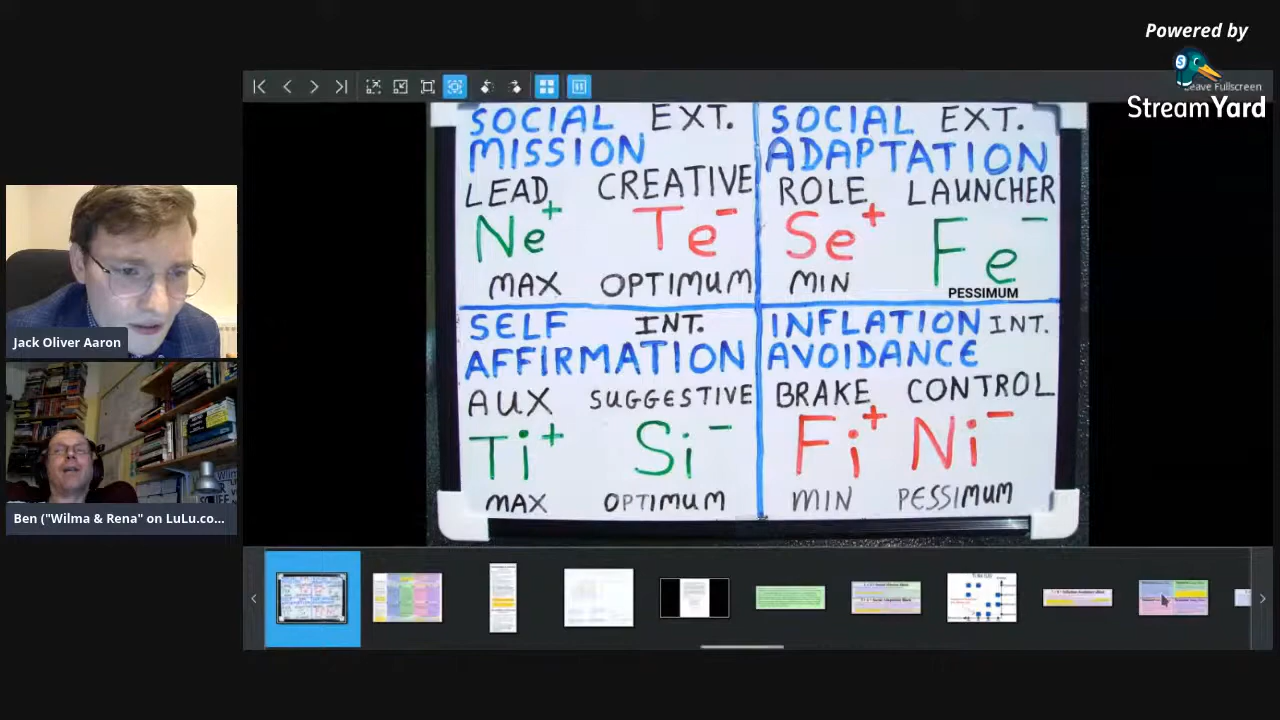 Powered by
StreamYard
Leave Fullscreen
SOCIAL EXT.
MISSION
LEAD CREATIVE
Ne+ Te-
MAX OPTIMUM
SOCIAL EXT.
ADAPTATION
ROLE LAUNCHER
Se+ Fe-
MIN PESSIMUM
SELF INT.
AFFIRMATION
AUX SUGGESTIVE
Ti+ Si-
MAX OPTIMUM
INFLATION INT.
AVOIDANCE
BRAKE CONTROL
Fi+ Ni-
MIN PESSIMUM
Jack Oliver Aaron
Ben ("Wilma & Rena" on LuLu.co...